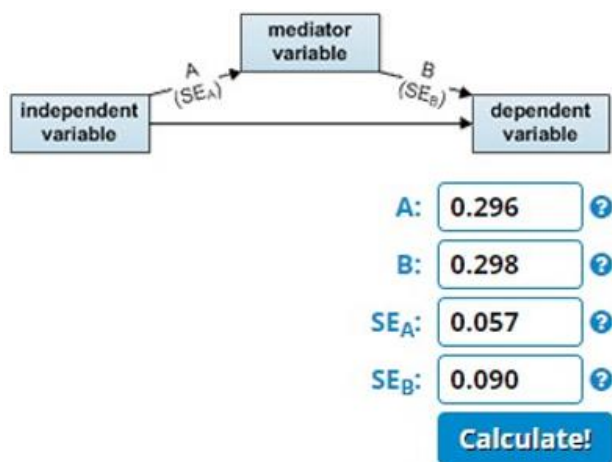 mediator
variable
A
(SEA)
B
(SEB)
independent
variable
dependent
variable
A: 0.296 ?
B: 0.298 ?
SEA: 0.057 ?
SEB: 0.090 ?
Calculate!